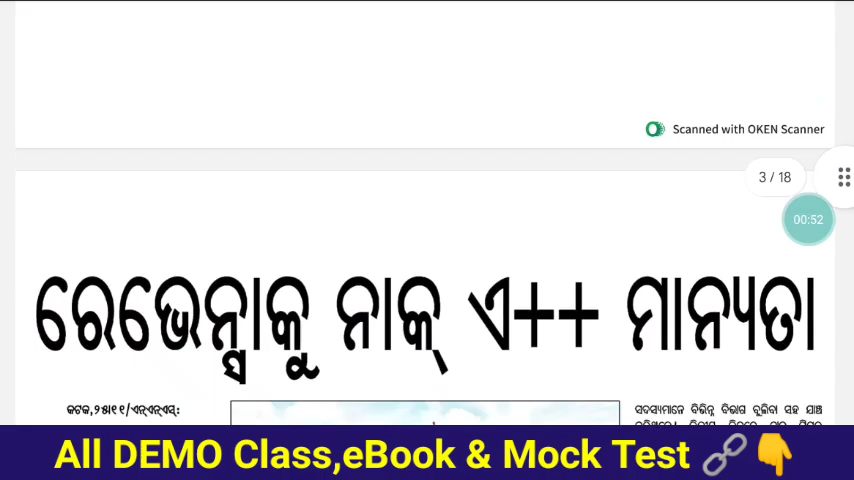 Scanned with OKEN Scanner
3 / 18
00:52
ରେଭେନ୍ସାକୁ ନାକ୍ ଏ++ ମାନ୍ୟତା
କଟକ,୨୫ା୧୧/ଏନ୍ଏନ୍ଏସ୍:
ସଦସ୍ୟମାନେ ବିଭିନ୍ନ ବିଭାଗ ବୁଲିବା ସହ ଯାଞ୍ଚ
All DEMO Class,eBook & Mock Test 🔗👇